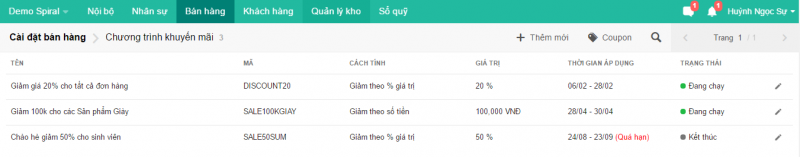 Demo Spiral Nội bộ Nhân sự Bán hàng Khách hàng Quản lý kho Sổ quỹ 1 1 Huỳnh Ngọc Sự
Cài đặt bán hàng Chương trình khuyến mãi 3 + Thêm mới Coupon Trang 1 / 1
TÊN MÃ CÁCH TÍNH GIÁ TRỊ THỜI GIAN ÁP DỤNG TRẠNG THÁI
Giảm giá 20% cho tất cả đơn hàng DISCOUNT20 Giảm theo % giá trị 20 % 06/02 - 28/02 Đang chạy
Giảm 100k cho các Sản phẩm Giày SALE100KGIAY Giảm theo số tiền 100,000 VNĐ 28/04 - 30/04 Đang chạy
Chào hè giảm 50% cho sinh viên SALE50SUM Giảm theo % giá trị 50 % 24/08 - 23/09 (Quá hạn) Kết thúc